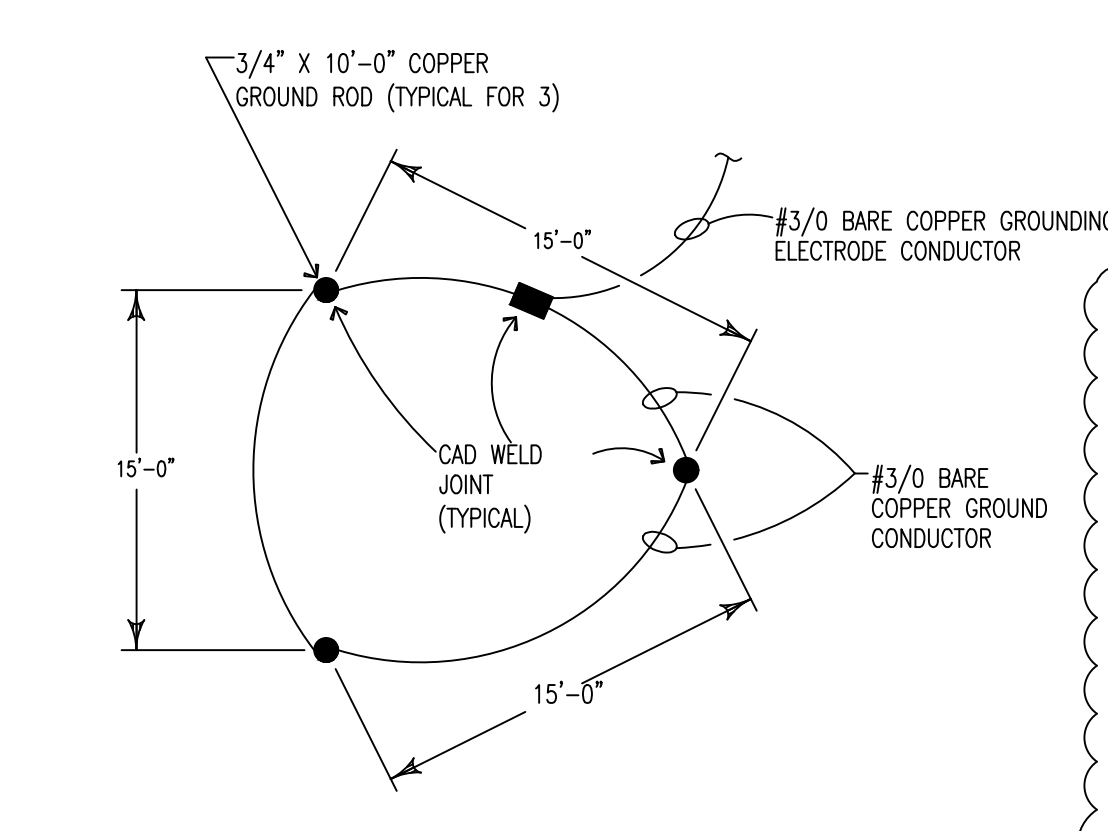 3/4" X 10'-0" COPPER
GROUND ROD (TYPICAL FOR 3)
15'-0"
#3/0 BARE COPPER GROUNDING
ELECTRODE CONDUCTOR
15'-0"
CAD WELD
JOINT
(TYPICAL)
#3/0 BARE
COPPER GROUND
CONDUCTOR
15'-0"